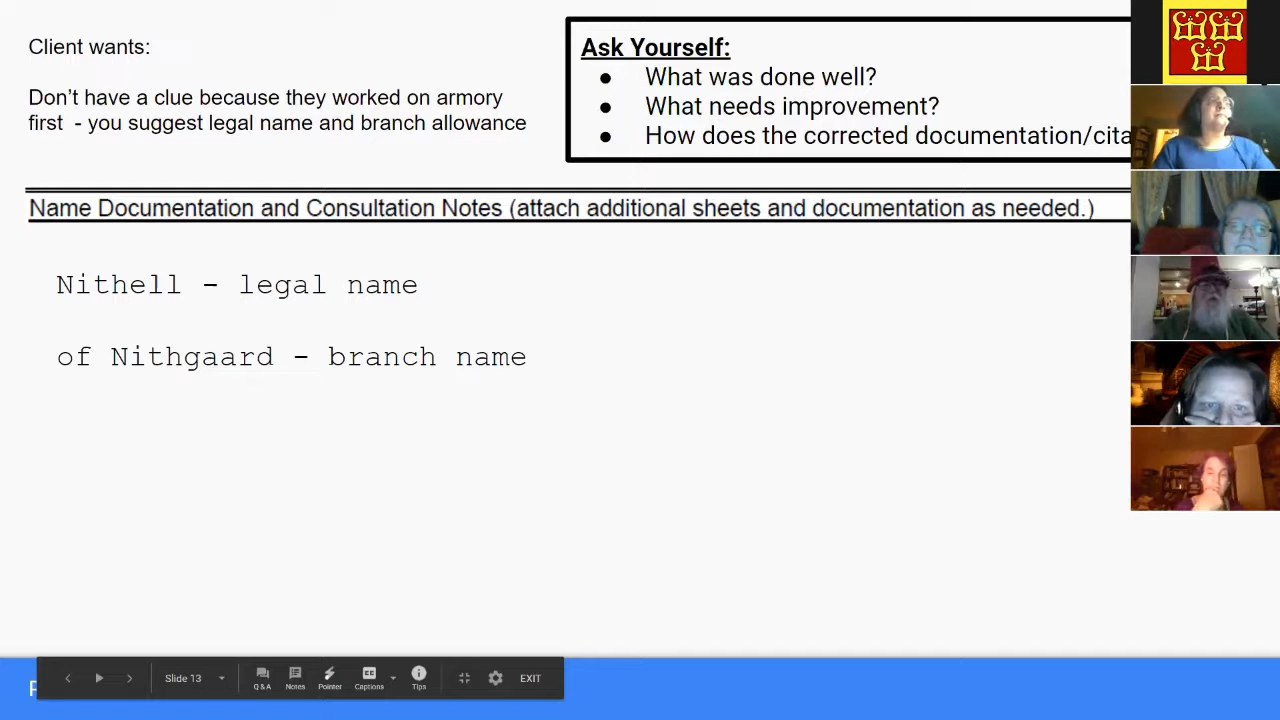 Client wants:
Don’t have a clue because they worked on armory
first - you suggest legal name and branch allowance
Ask Yourself:
● What was done well?
● What needs improvement?
● How does the corrected
Name Documentation and Consultation Notes (attach additional sheets and documentation as needed.)
Nithell - legal name
of Nithgaard - branch name
Slide 13
Q & A
Notes
Pointer
Captions
Tips
EXIT